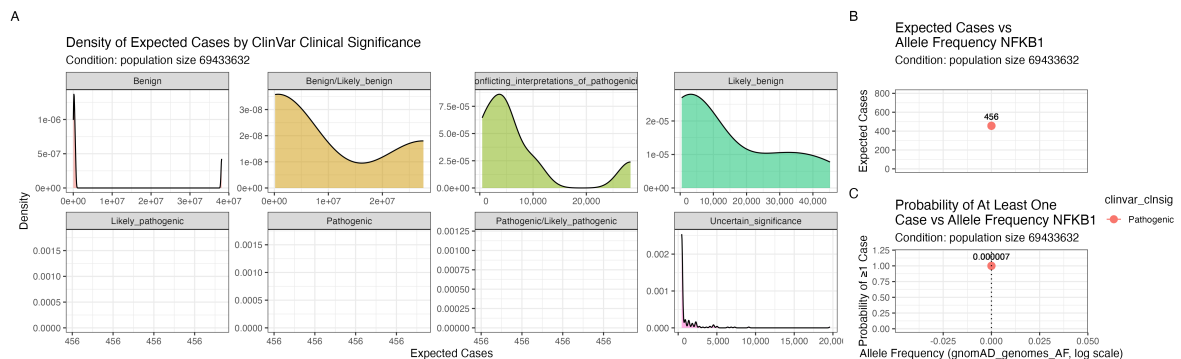 A
Density of Expected Cases by ClinVar Clinical Significance
Condition: population size 69433632
Benign
Benign/Likely_benign
onflicting_interpretations_of_pathogenici
Likely_benign
1e-06
5e-07
0e+00
0e+00 1e+07 2e+07 3e+07 4e+07
3e-08
2e-08
1e-08
0e+00
0e+00 1e+07 2e+07
7.5e-05
5.0e-05
2.5e-05
0.0e+00
0 10,000 20,000
2e-05
1e-05
0e+00
0 10,000 20,000 30,000 40,000
Density
Likely_pathogenic
Pathogenic
Pathogenic/Likely_pathogenic
Uncertain_significance
0.0015
0.0010
0.0005
0.0000
456 456 456 456
0.0015
0.0010
0.0005
0.0000
456 456 456 456
0.00125
0.00100
0.00075
0.00050
0.00025
0.00000
456 456 456 456
0.002
0.001
0.000
0 5,000 10,000 15,000 20,00
Expected Cases
B
Expected Cases vs
Allele Frequency NFKB1
Condition: population size 69433632
Expected Cases
800
600
400
200
0
456
C
Probability of At Least One
Case vs Allele Frequency NFKB1
Condition: population size 69433632
Probability of ≥1 Case
1.25
1.00
0.75
0.50
0.25
0.00
0.000007
-0.025 0.000 0.025 0.050
Allele Frequency (gnomAD_genomes_AF, log scale)
clinvar_clnsig
Pathogenic